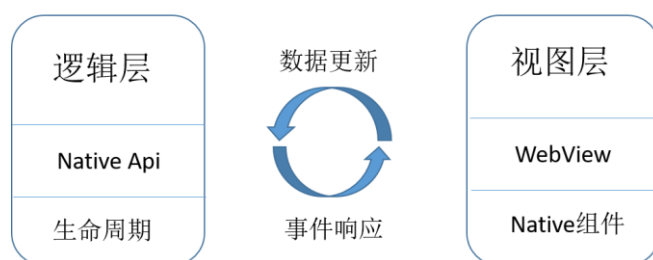 逻辑层
Native Api
生命周期
数据更新
事件响应
视图层
WebView
Native组件